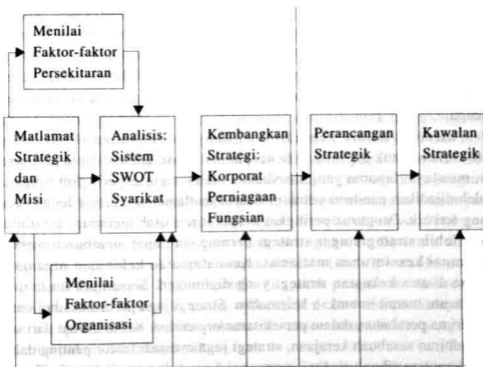 Menilai
Faktor-faktor
Persekitaran
Matlamat
Strategik
dan
Misi
Analisis:
Sistem
SWOT
Syarikat
Kembangkan
Strategi:
Korporat
Perniagaan
Fungsian
Perancangan
Strategik
Kawalan
Strategik
Menilai
Faktor-faktor
Organisasi